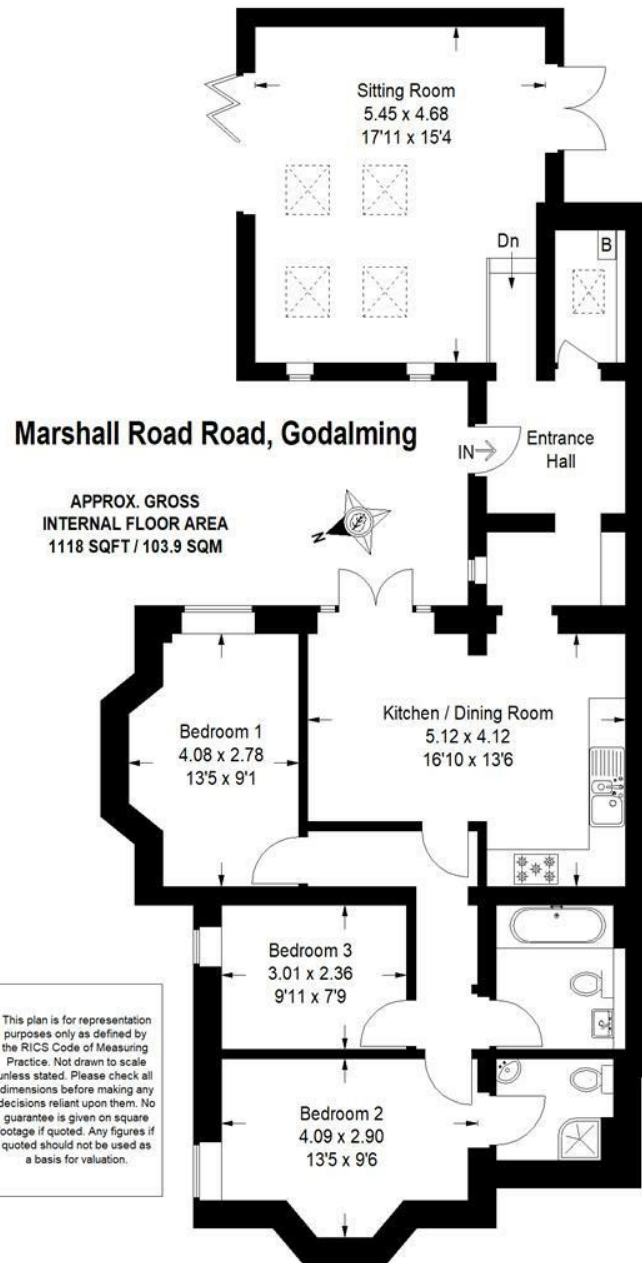 Sitting Room
5.45 x 4.68
17'11 x 15'4
Dn
B
Marshall Road Road, Godalming
IN
Entrance
Hall
APPROX. GROSS
INTERNAL FLOOR AREA
1118 SQFT / 103.9 SQM
N
Kitchen / Dining Room
5.12 x 4.12
16'10 x 13'6
Bedroom 1
4.08 x 2.78
13'5 x 9'1
Bedroom 3
3.01 x 2.36
9'11 x 7'9
This plan is for representation
purposes only as defined by
the RICS Code of Measuring
Practice. Not drawn to scale
unless stated. Please check all
dimensions before making any
decisions reliant upon them. No
guarantee is given on square
footage if quoted. Any figures if
quoted should not be used as
a basis for valuation.
Bedroom 2
4.09 x 2.90
13'5 x 9'6